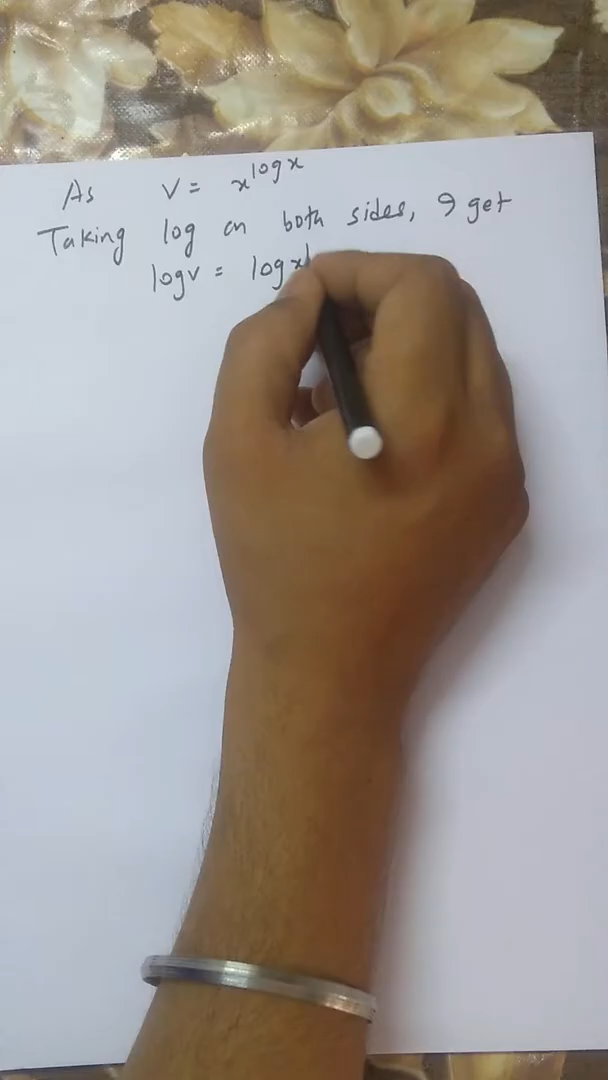 As V = x^log x
Taking log on both sides, I get
log v = log x^l